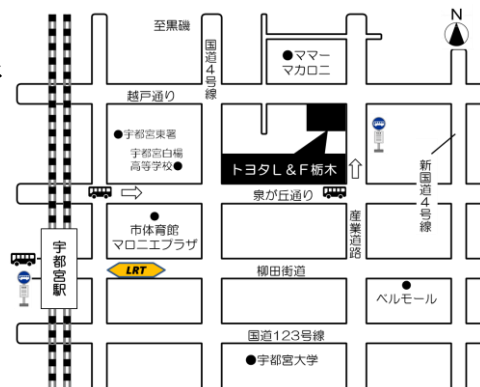 至黒磯
国道4号線
N
ママー
マカロニ
越戸通り
宇都宮東署
宇都宮白楊
高等学校
トヨタL&F栃木
泉が丘通り
新国道4号線
産業道路
市体育館
マロニエプラザ
宇都宮駅
LRT
柳田街道
ベルモール
国道123号線
宇都宮大学